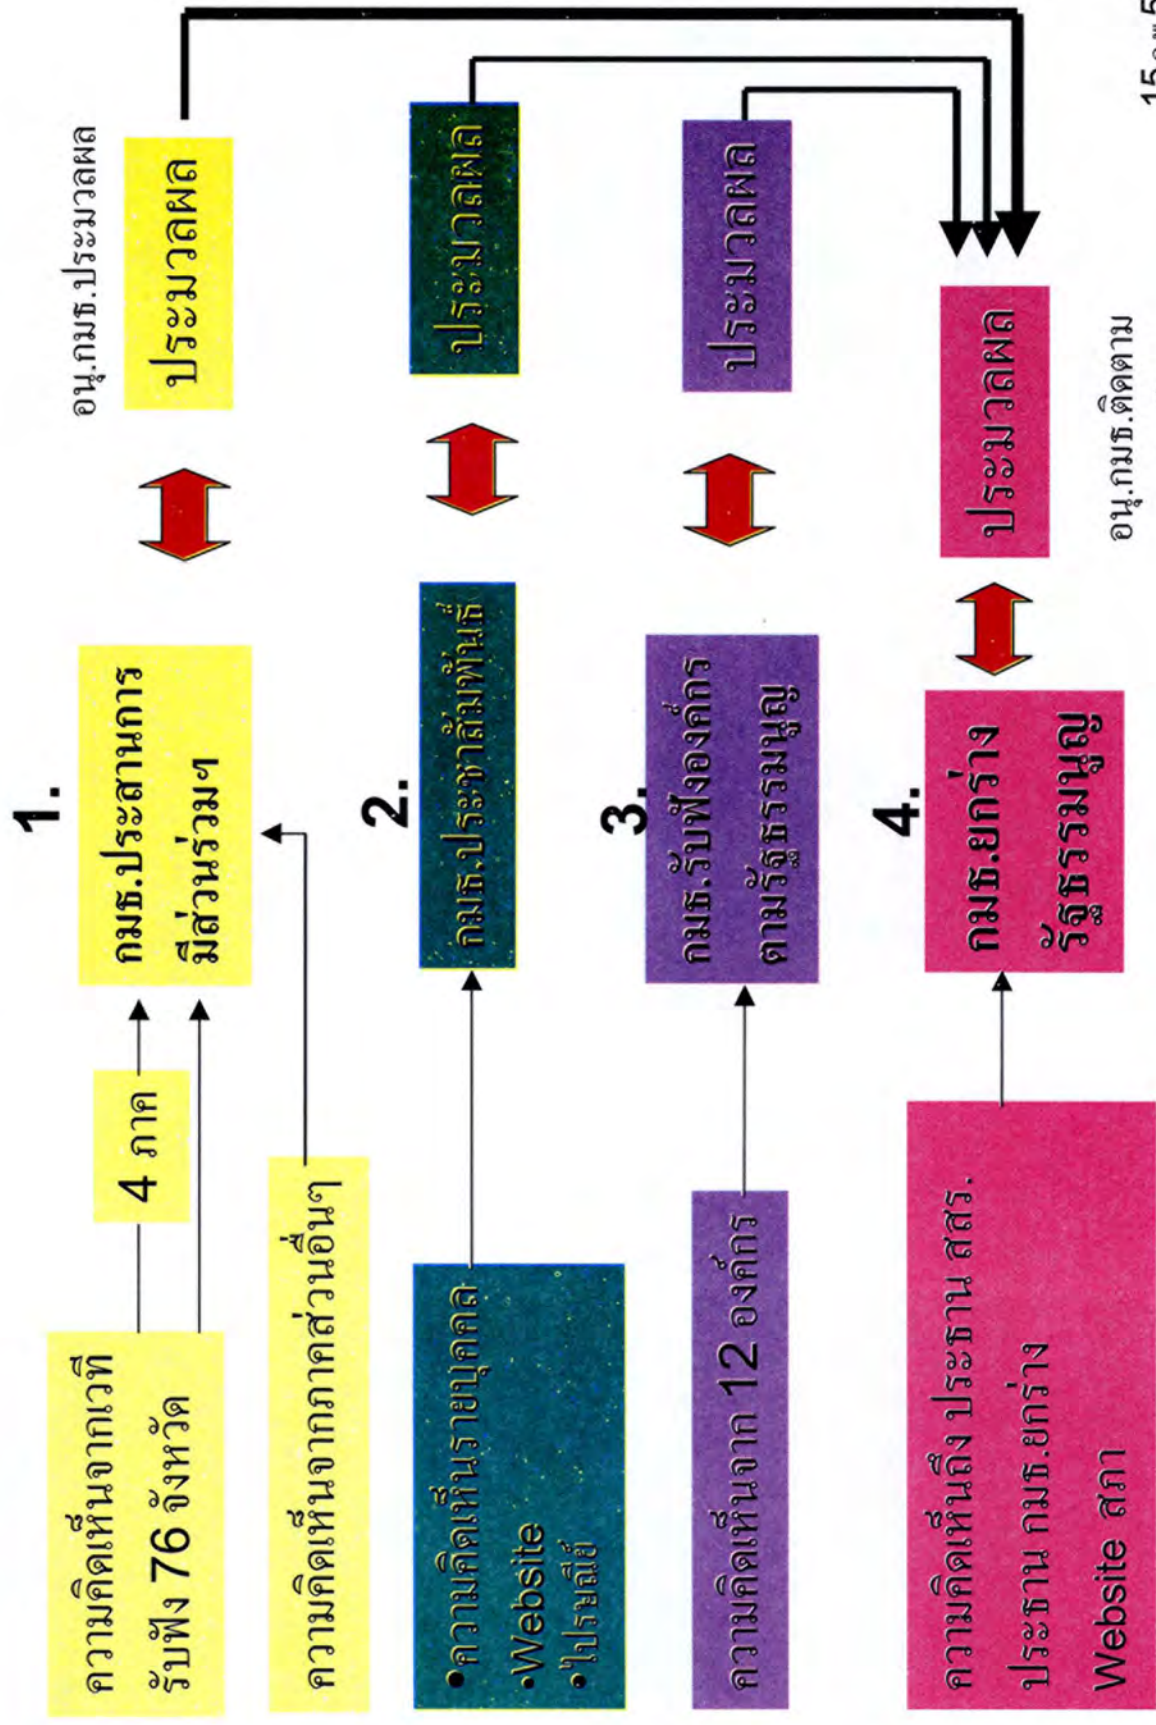 อนุ.กมธ.ประมวลผล
1.
ความคิดเห็นจากเวที
รับฟัง 76 จังหวัด
4 ภาค
กมธ.ประสานการ
มีส่วนร่วมฯ
ประมวลผล
ความคิดเห็นจากภาคส่วนอื่นๆ
2.
•ความคิดเห็นรายบุคคล
•Website
•ไปรษณีย์
กมธ.ประชาสัมพันธ์
ประมวลผล
3.
ความคิดเห็นจาก 12 องค์กร
กมธ.รับฟังองค์กร
ตามรัฐธรรมนูญ
ประมวลผล
4.
ความคิดเห็นถึง ประธาน สสร.
ประธาน กมธ.ยกร่าง
Website สภา
กมธ.ยกร่าง
รัฐธรรมนูญ
ประมวลผล
อนุ.กมธ.ติดตาม